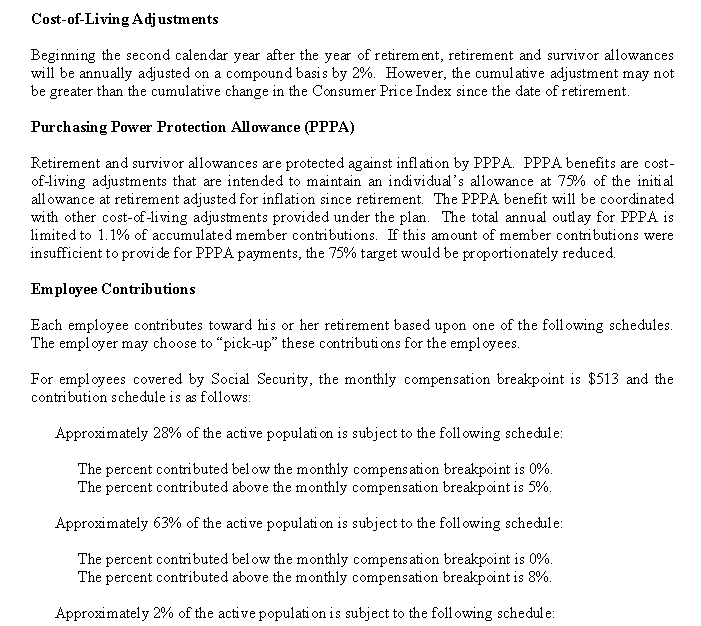 Cost-of-Living Adjustments
Beginning the second calendar year after the year of retirement, retirement and survivor allowances
will be annually adjusted on a compound basis by 2%. However, the cumulative adjustment may not
be greater than the cumulative change in the Consumer Price Index since the date of retirement.
Purchasing Power Protection Allowance (PPPA)
Retirement and survivor allowances are protected against inflation by PPPA. PPPA benefits are cost-
of-living adjustments that are intended to maintain an individual's allowance at 75% of the initial
allowance at retirement adjusted for inflation since retirement. The PPPA benefit will be coordinated
with other cost-of-living adjustments provided under the plan. The total annual outlay for PPPA is
limited to 1.1% of accumulated member contributions. If this amount of member contributions were
insufficient to provide for PPPA payments, the 75% target would be proportionately reduced.
Employee Contributions
Each employee contributes toward his or her retirement based upon one of the following schedules.
The employer may choose to “pick-up” these contributions for the employees.
For employees covered by Social Security, the monthly compensation breakpoint is $513 and the
contribution schedule is as follows:
Approximately 28% of the active population is subject to the following schedule:
The percent contributed below the monthly compensation breakpoint is 0%.
The percent contributed above the monthly compensation breakpoint is 5%.
Approximately 63% of the active population is subject to the following schedule:
The percent contributed below the monthly compensation breakpoint is 0%.
The percent contributed above the monthly compensation breakpoint is 8%.
Approximately 2% of the active population is subject to the following schedule: